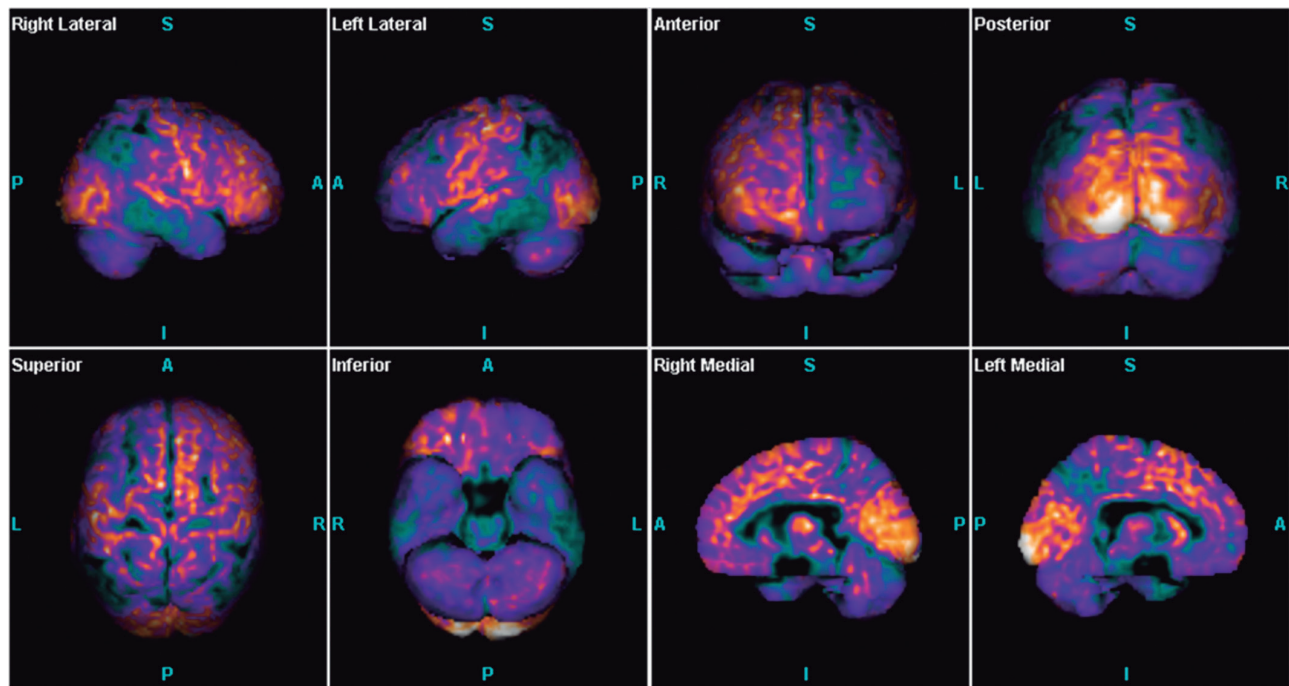 Right Lateral S
P A
I
Left Lateral S
A P
I
Anterior S
R L
I
Posterior S
L R
I
Superior A
L R
P
Inferior A
R L
P
Right Medial S
A P
I
Left Medial S
P A
I